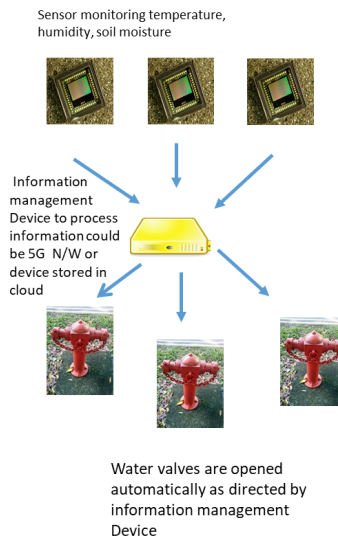 Sensor monitoring temperature,
humidity, soil moisture
Information
management
Device to process
information could
be 5G N/W or
device stored in
cloud
Water valves are opened
automatically as directed by
information management
Device